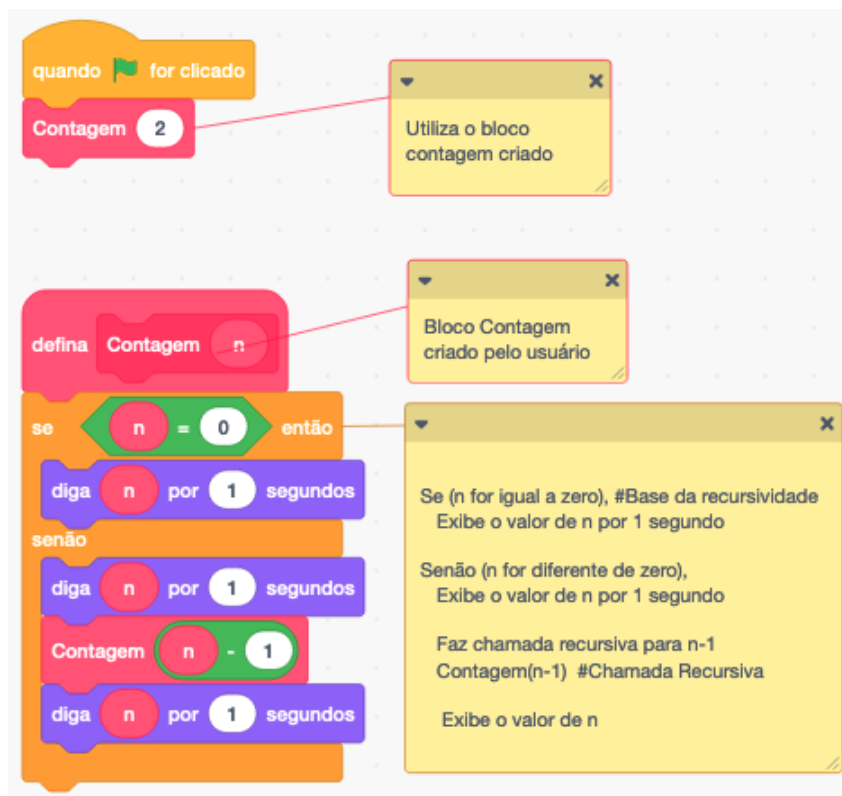 quando for clicado
Contagem 2
Utiliza o bloco
contagem criado
defina Contagem n
Bloco Contagem
criado pelo usuário
se n = 0 então
diga n por 1 segundos
senão
diga n por 1 segundos
Contagem n - 1
diga n por 1 segundos
Se (n for igual a zero), #Base da recursividade
Exibe o valor de n por 1 segundo
Senão (n for diferente de zero),
Exibe o valor de n por 1 segundo
Faz chamada recursiva para n-1
Contagem(n-1) #Chamada Recursiva
Exibe o valor de n